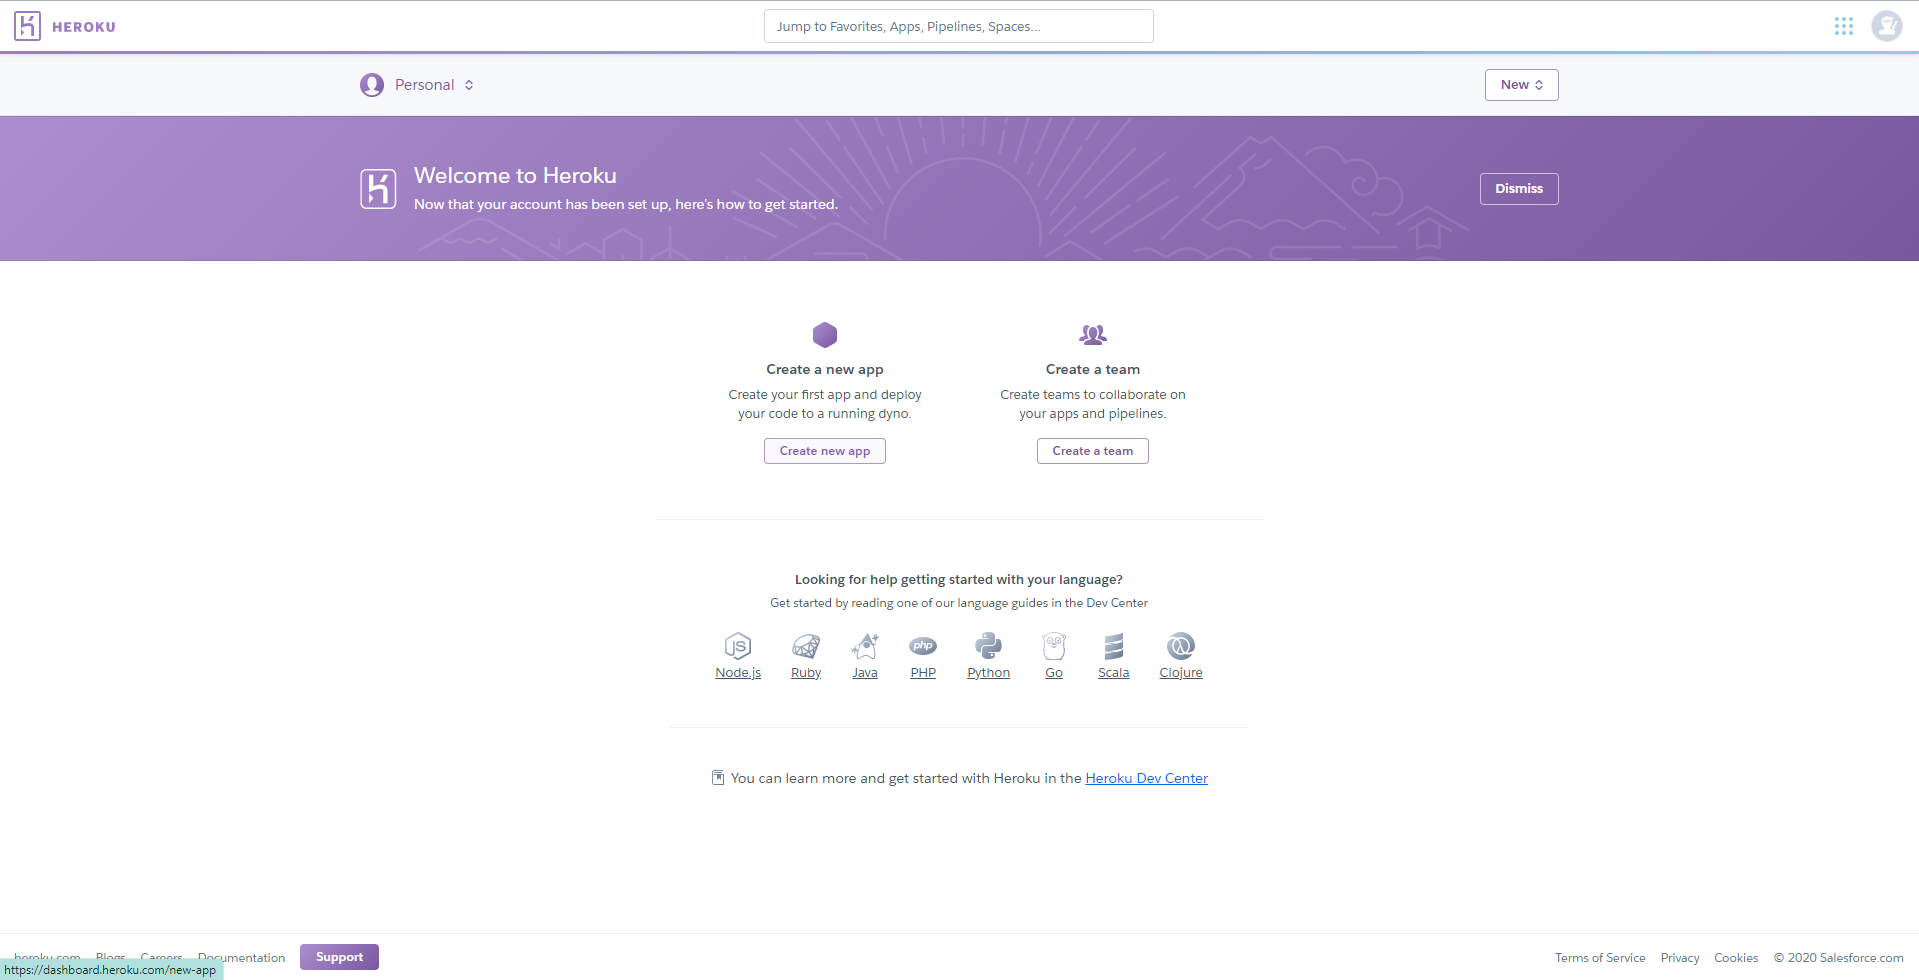 HEROKU
Jump to Favorites, Apps, Pipelines, Spaces...
Personal
New
Welcome to Heroku
Now that your account has been set up, here's how to get started.
Dismiss
Create a new app
Create your first app and deploy
your code to a running dyno.
Create new app
Create a team
Create teams to collaborate on
your apps and pipelines.
Create a team
Looking for help getting started with your language?
Get started by reading one of our language guides in the Dev Center
JS
php
Node.js Ruby Java PHP Python Go Scala Clojure
You can learn more and get started with Heroku in the Heroku Dev Center
heroku.com Blogs Careers Documentation Support Terms of Service Privacy Cookies © 2020 Salesforce.com
https://dashboard.heroku.com/new-app